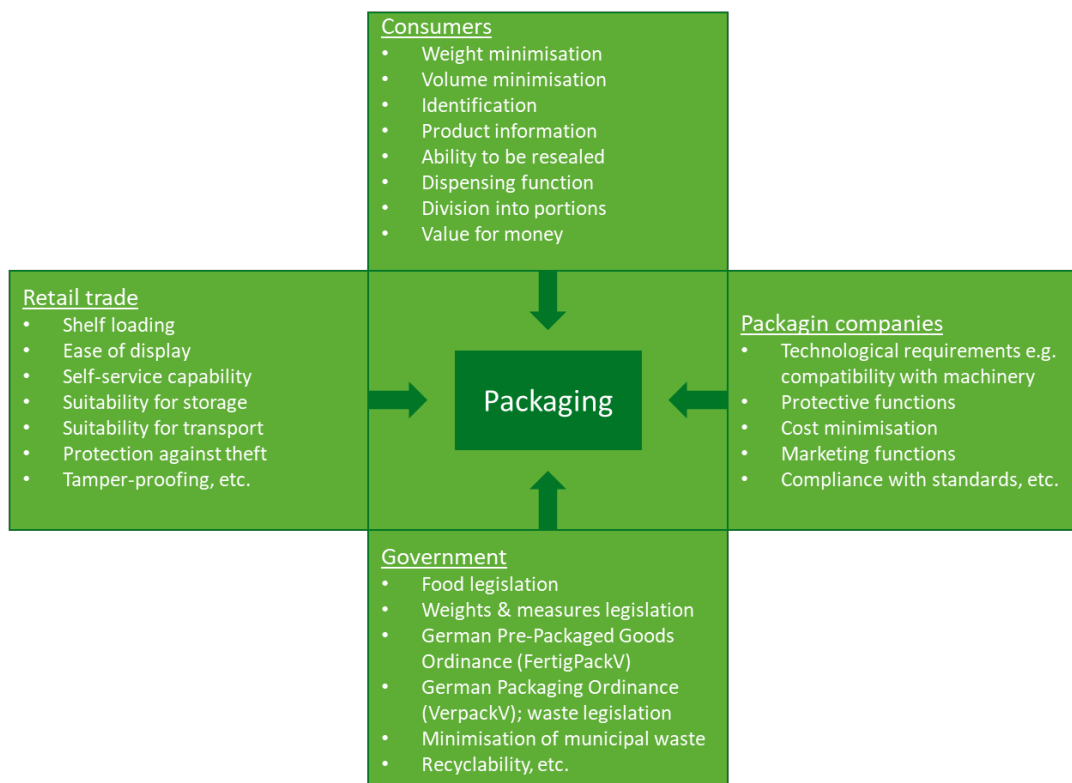 Consumers
• Weight minimisation
• Volume minimisation
• Identification
• Product information
• Ability to be resealed
• Dispensing function
• Division into portions
• Value for money
Retail trade
• Shelf loading
• Ease of display
• Self-service capability
• Suitability for storage
• Suitability for transport
• Protection against theft
• Tamper-proofing, etc.
Packaging
Packagin companies
• Technological requirements e.g.
compatibility with machinery
• Protective functions
• Cost minimisation
• Marketing functions
• Compliance with standards, etc.
Government
• Food legislation
• Weights & measures legislation
• German Pre-Packaged Goods
Ordinance (FertigPackV)
• German Packaging Ordinance
(VerpackV); waste legislation
• Minimisation of municipal waste
• Recyclability, etc.